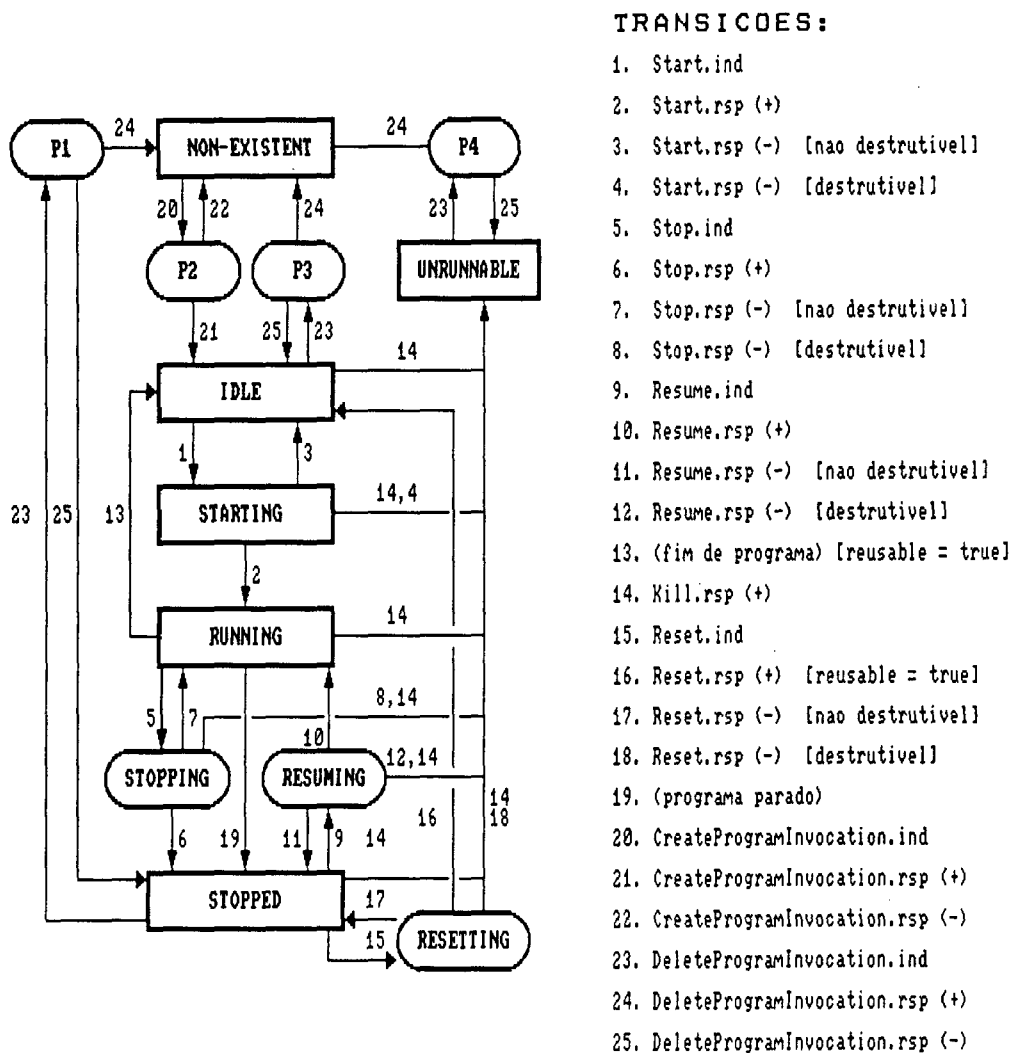 TRANSICOES:
1. Start.ind
2. Start.rsp (+)
3. Start.rsp (-) [nao destrutivel]
4. Start.rsp (-) [destrutivel]
5. Stop.ind
6. Stop.rsp (+)
7. Stop.rsp (-) [nao destrutivel]
8. Stop.rsp (-) [destrutivel]
9. Resume.ind
10. Resume.rsp (+)
11. Resume.rsp (-) [nao destrutivel]
12. Resume.rsp (-) [destrutivel]
13. (fim de programa) [reusable = true]
14. Kill.rsp (+)
15. Reset.ind
16. Reset.rsp (+) [reusable = true]
17. Reset.rsp (-) [nao destrutivel]
18. Reset.rsp (-) [destrutivel]
19. (programa parado)
20. CreateProgramInvocation.ind
21. CreateProgramInvocation.rsp (+)
22. CreateProgramInvocation.rsp (-)
23. DeleteProgramInvocation.ind
24. DeleteProgramInvocation.rsp (+)
25. DeleteProgramInvocation.rsp (-)
24 24
P1 NON-EXISTENT P4
20 22 24 23 25
P2 P3 UNRUNNABLE
21 25 23
14
IDLE
1 3
14,4
23 25 13 STARTING
2
14
RUNNING
8,14
5 7 10
12,14
STOPPING RESUMING
14
16 18
6 19 11 9 14
STOPPED 17
15 RESETTING